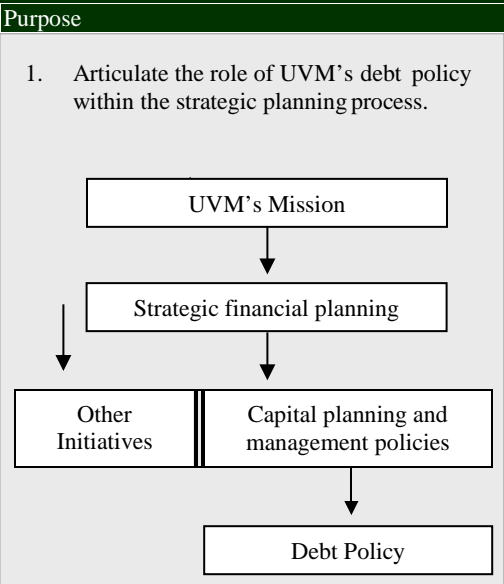 Purpose
1. Articulate the role of UVM's debt policy
within the strategic planning process.
UVM's Mission
Strategic financial planning
Other
Initiatives
Capital planning and
management policies
Debt Policy